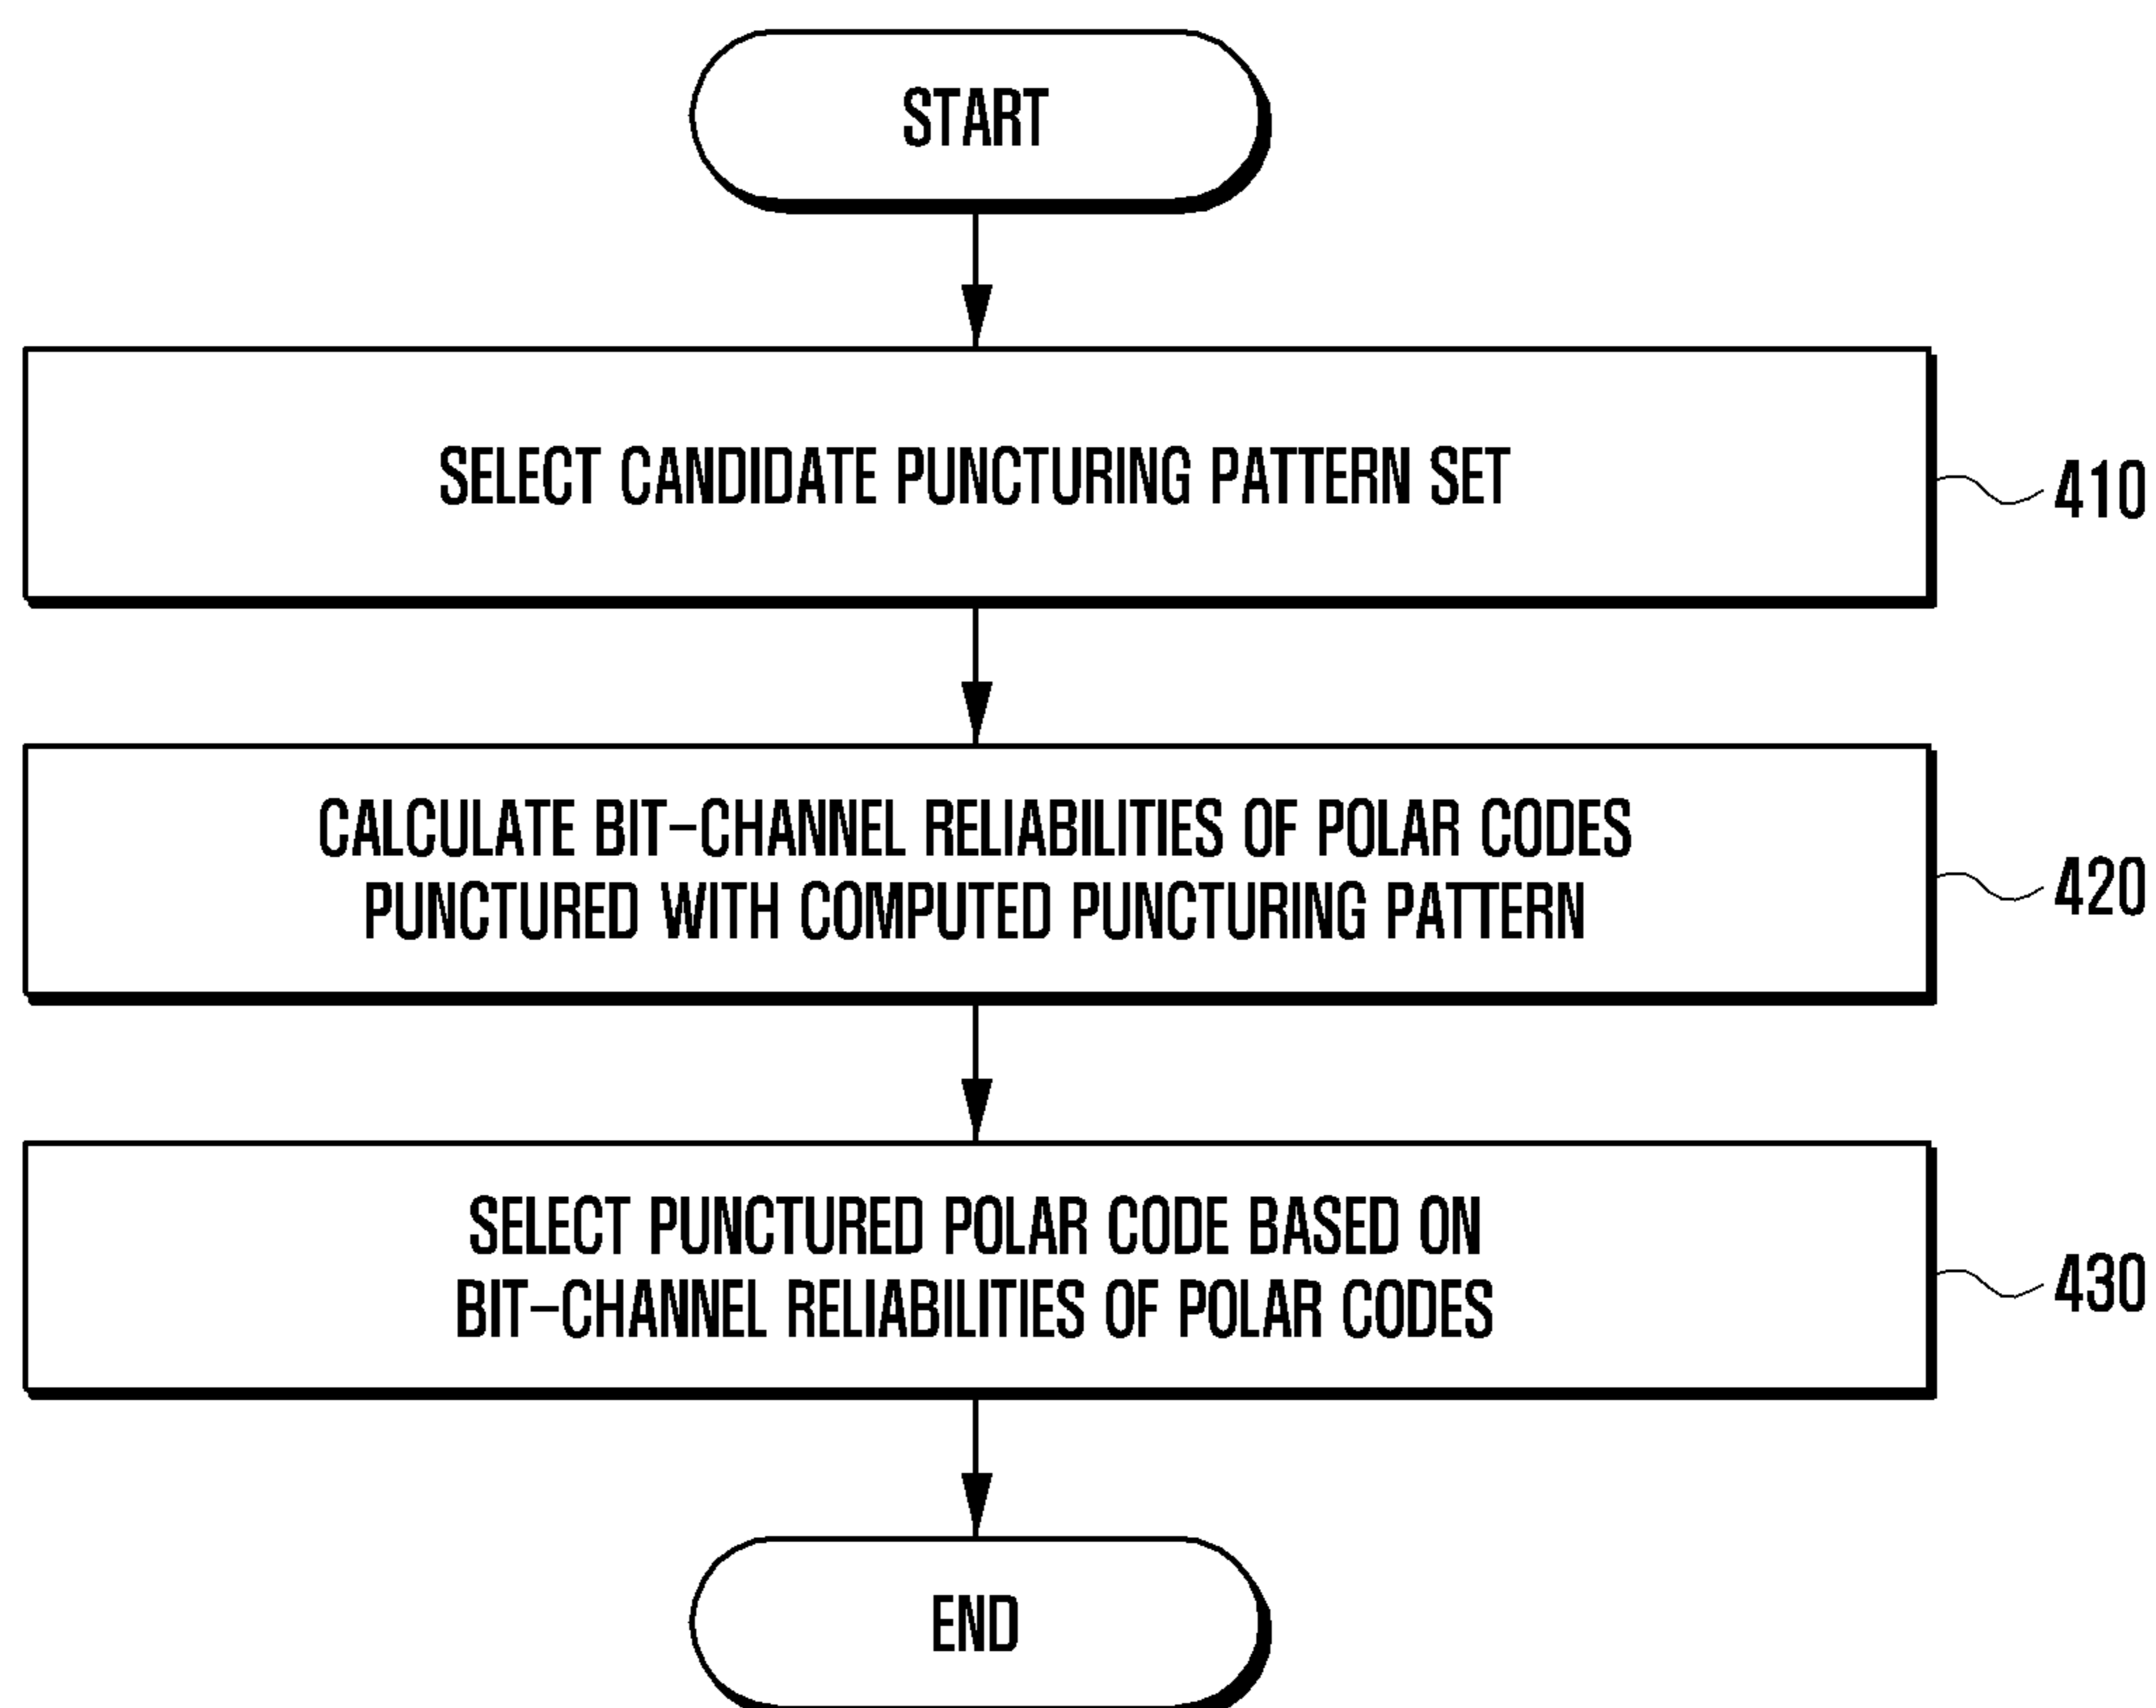 START
SELECT CANDIDATE PUNCTURING PATTERN SET
410
CALCULATE BIT-CHANNEL RELIABILITIES OF POLAR CODES
PUNCTURED WITH COMPUTED PUNCTURING PATTERN
420
SELECT PUNCTURED POLAR CODE BASED ON
BIT-CHANNEL RELIABILITIES OF POLAR CODES
430
END